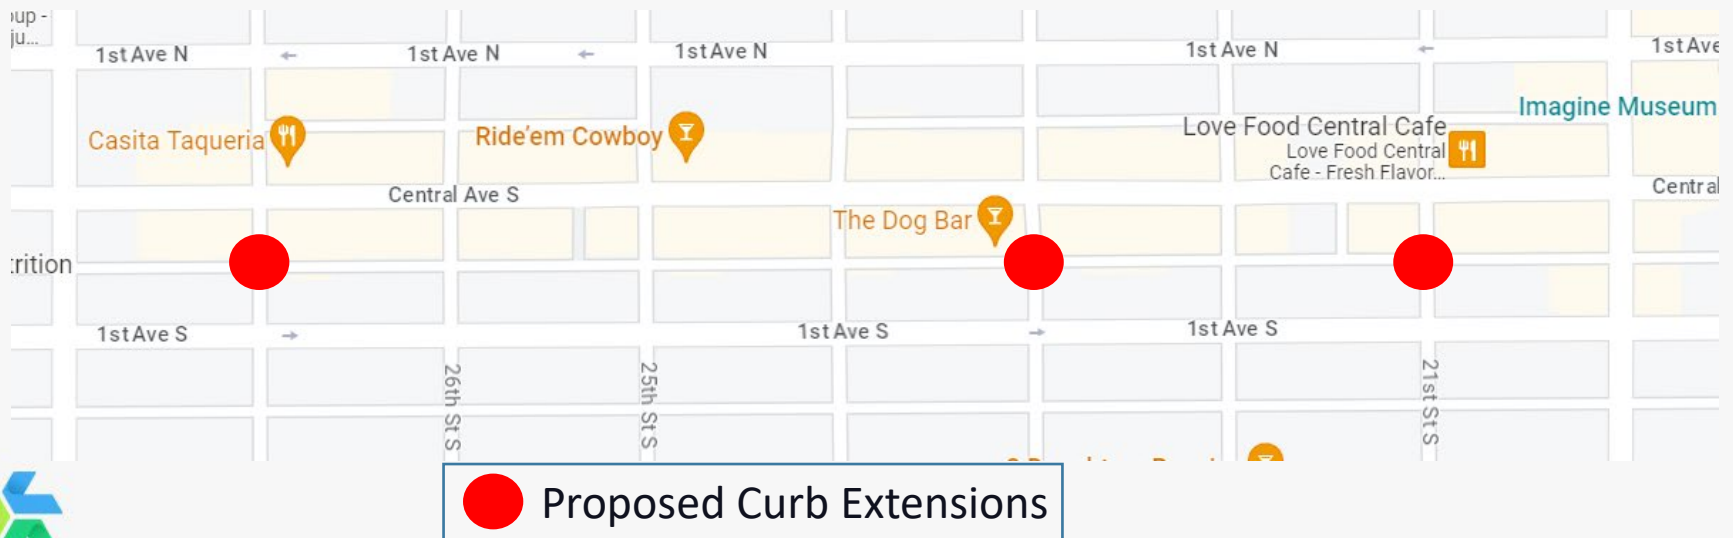 1st Ave N
1st Ave N
1st Ave N
1st Ave N
1st Ave
Imagine Museum
Casita Taqueria
Ride'em Cowboy
Love Food Central Cafe
Love Food Central
Cafe - Fresh Flavor...
Central Ave S
Central
The Dog Bar
1st Ave S
1st Ave S
1st Ave S
26th St S
25th St S
21st St S
Proposed Curb Extensions